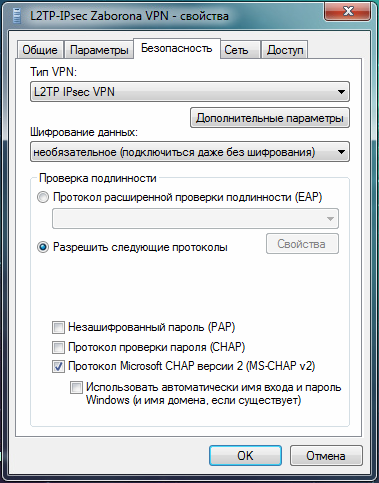 L2TP-IPsec Zaborona VPN - свойства
Общие Параметры Безопасность Сеть Доступ
Тип VPN:
L2TP IPsec VPN
Дополнительные параметры
Шифрование данных:
необязательное (подключиться даже без шифрования)
Проверка подлинности
Протокол расширенной проверки подлинности (EAP)
Разрешить следующие протоколы
Свойства
Незашифрованный пароль (PAP)
Протокол проверки пароля (CHAP)
Протокол Microsoft CHAP версии 2 (MS-CHAP v2)
Использовать автоматически имя входа и пароль
Windows (и имя домена, если существует)
OK Отмена